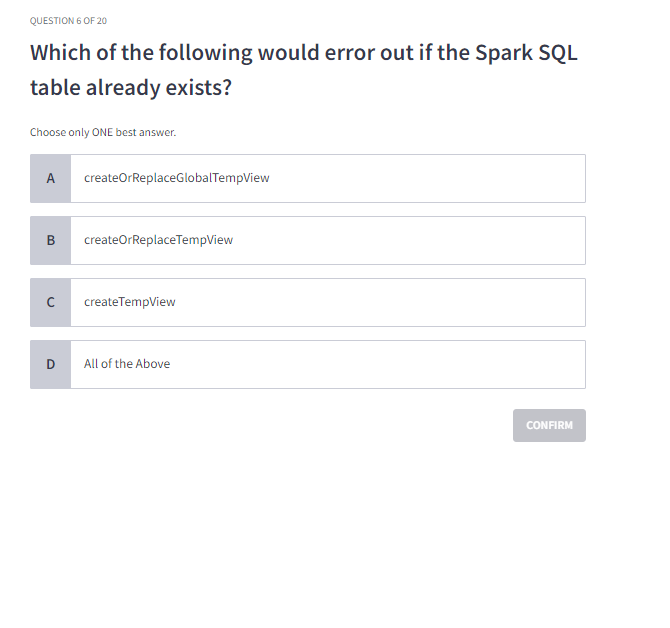 QUESTION 6 OF 20
Which of the following would error out if the Spark SQL
table already exists?
Choose only ONE best answer.
A createOrReplaceGlobalTempView
B createOrReplaceTempView
C createTempView
D All of the Above
CONFIRM